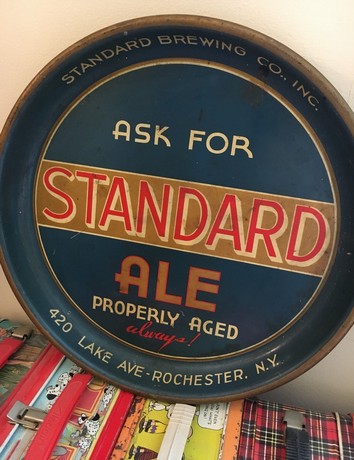 STANDARD BREWING CO., INC.
ASK FOR
STANDARD
ALE
PROPERLY AGED
always!
420 LAKE AVE-ROCHESTER, N.Y.